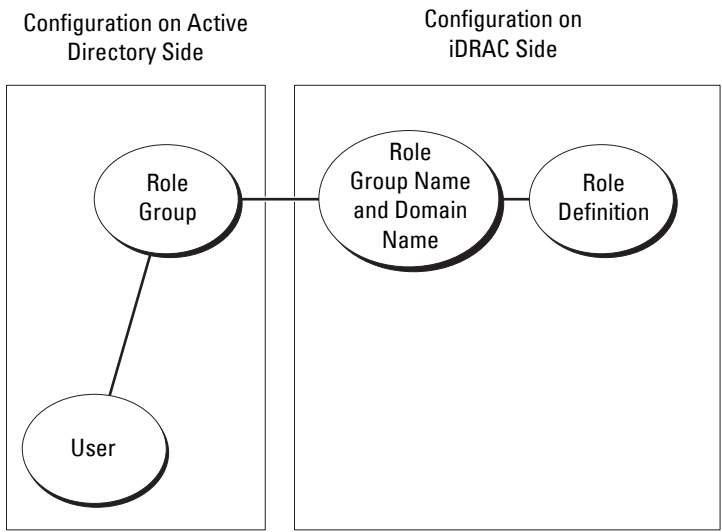 Configuration on Active
Directory Side
Configuration on
iDRAC Side
Role
Group
Role
Group Name
and Domain
Name
Role
Definition
User